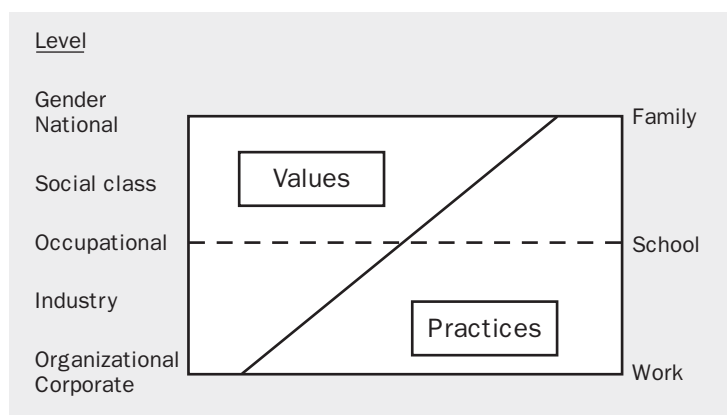 Level
Gender
National
Family
Values
Social class
Occupational
School
Industry
Practices
Organizational
Corporate
Work